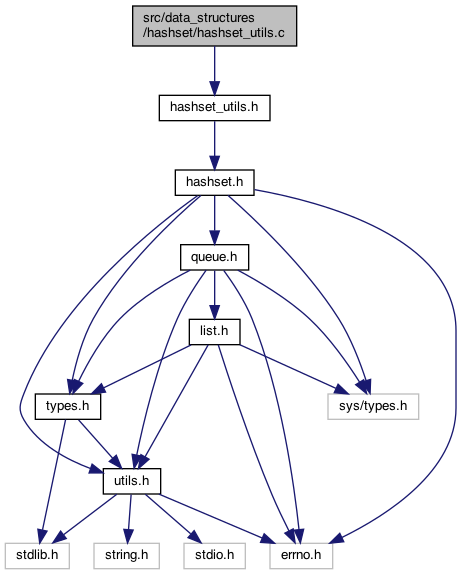 src/data_structures
/hashset/hashset_utils.c
hashset_utils.h
hashset.h
queue.h
list.h
types.h
sys/types.h
utils.h
stdlib.h
string.h
stdio.h
errno.h